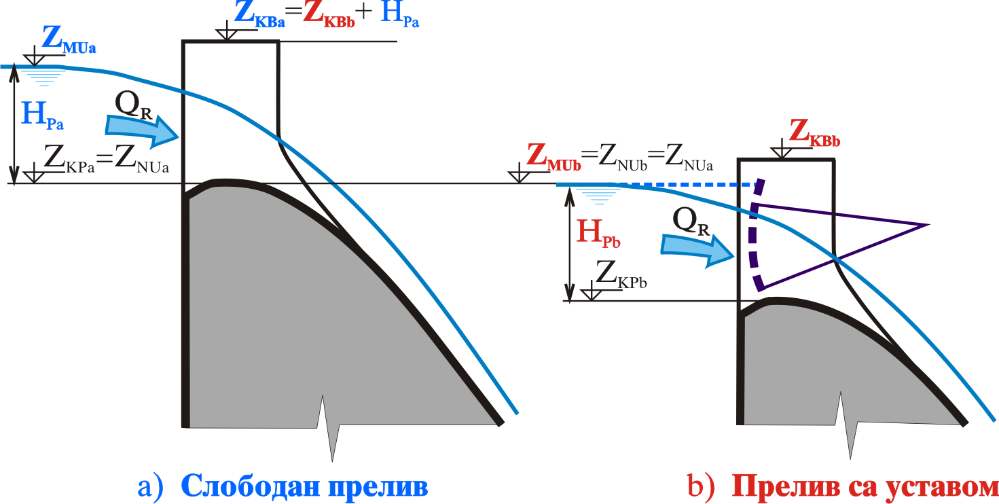 Z_KBa=Z_KBb+ H_Pa
Z_MUa
Q_R
H_Pa
Z_KPa=Z_NUa
Z_KBb
Z_MUb=Z_NUb=Z_NUa
Q_R
H_Pb
Z_KPb
a) Слободан прелив
b) Прелив са уставом